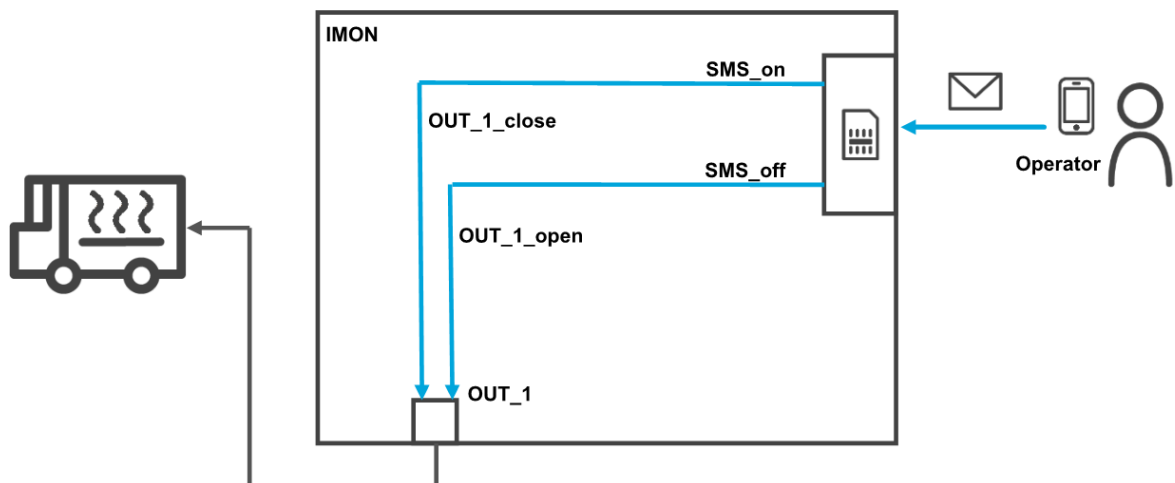 IMON
SMS_on
OUT_1_close
Operator
SMS_off
OUT_1_open
OUT_1